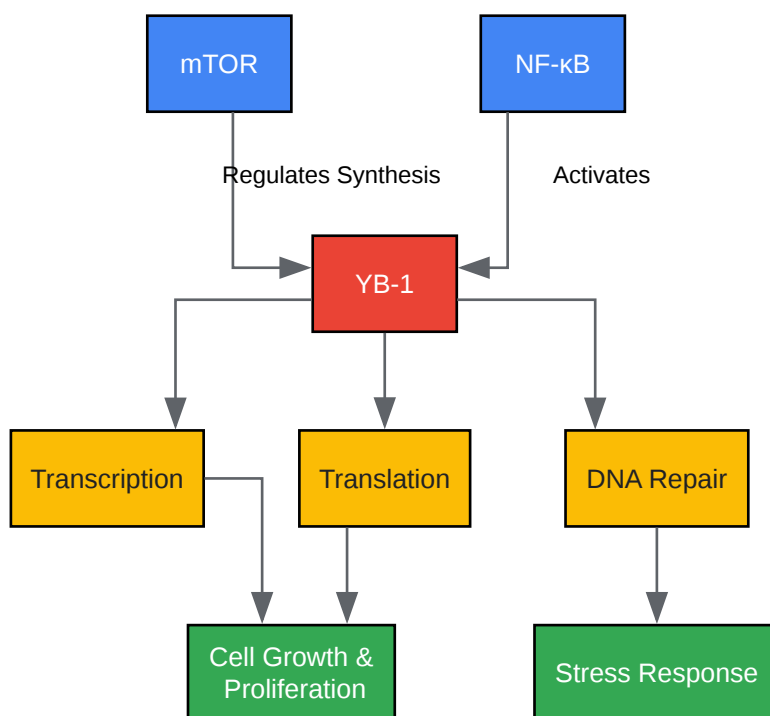 mTOR
NF-κB
Regulates Synthesis
Activates
YB-1
Transcription
Translation
DNA Repair
Cell Growth &
Proliferation
Stress Response